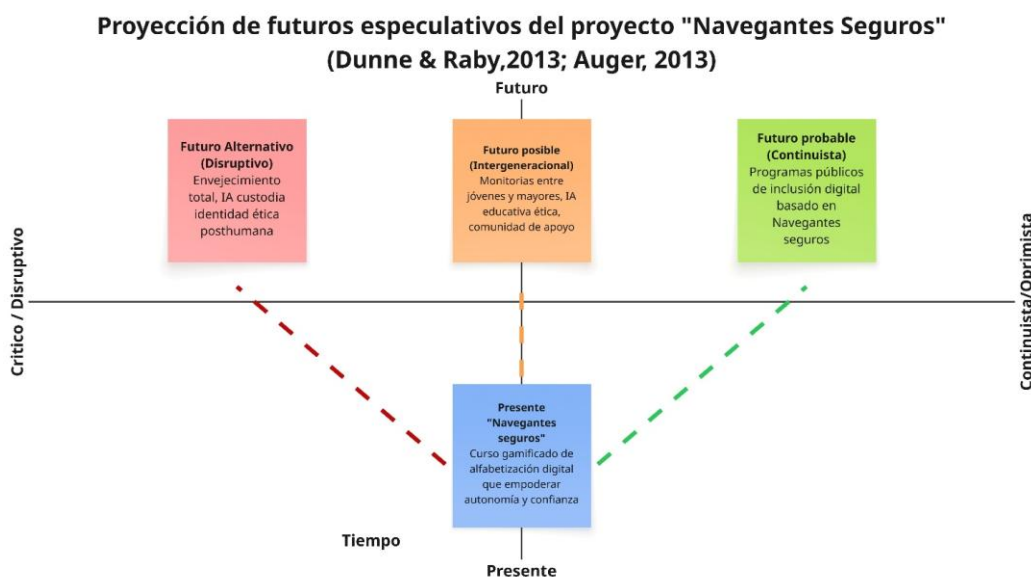 Proyección de futuros especulativos del proyecto "Navegantes Seguros"
(Dunne & Raby,2013; Auger, 2013)
Futuro
Futuro Alternativo
(Disruptivo)
Envejecimiento
total, IA custodia
identidad ética
posthumana
Futuro posible
(Intergeneracional)
Monitorias entre
jóvenes y mayores, IA
educativa ética,
comunidad de apoyo
Futuro probable
(Continuista)
Programas públicos
de inclusión digital
basado en
Navegantes
seguros
Critico / Disruptivo
Continuista/Oprimista
Presente
"Navegantes
seguros"
Curso gamificado de
alfabetización digital
que empoderar
autonomía y confianza
Tiempo
Presente